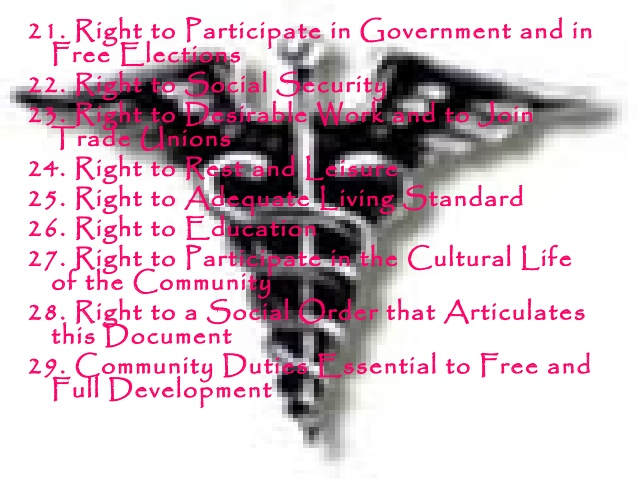 21. Right to Participate in Government and in
Free Elections
22. Right to Social Security
23. Right to Desirable Work and to Join
Trade Unions
24. Right to Rest and Leisure
25. Right to Adequate Living Standard
26. Right to Education
27. Right to Participate in the Cultural Life
of the Community
28. Right to a Social Order that Articulates
this Document
29. Community Duties Essential to Free and
Full Development